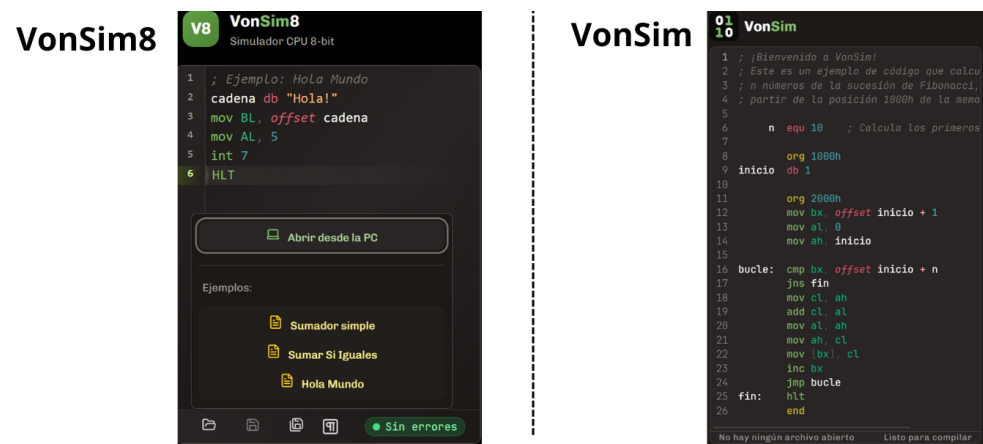 VonSim8
V8
VonSim8
Simulador CPU 8-bit
1 ; Ejemplo: Hola Mundo
2 cadena db "Hola!"
3 mov BL, offset cadena
4 mov AL, 5
5 int 7
6 HLT
Abrir desde la PC
Ejemplos:
Sumador simple
Sumar Si Iguales
Hola Mundo
Sin errores
VonSim
01
10
VonSim
1 ; ¡Bienvenido a VonSim!
2 ; Este es un ejemplo de código que calcu
3 ; n números de la sucesión de Fibonacci,
4 ; partir de la posición 1000h de la memo
5
6 n equ 10 ; Calcula los primeros
7
8 org 1000h
9 inicio db 1
10
11 org 2000h
12 mov bx, offset inicio + 1
13 mov al, 0
14 mov ah, inicio
15
16 bucle: cmp bx, offset inicio + n
17 jns fin
18 mov cl, ah
19 add cl, al
20 mov al, ah
21 mov ah, cl
22 mov [bx], cl
23 inc bx
24 jmp bucle
25 fin: hlt
26 end
No hay ningún archivo abierto Listo para compilar